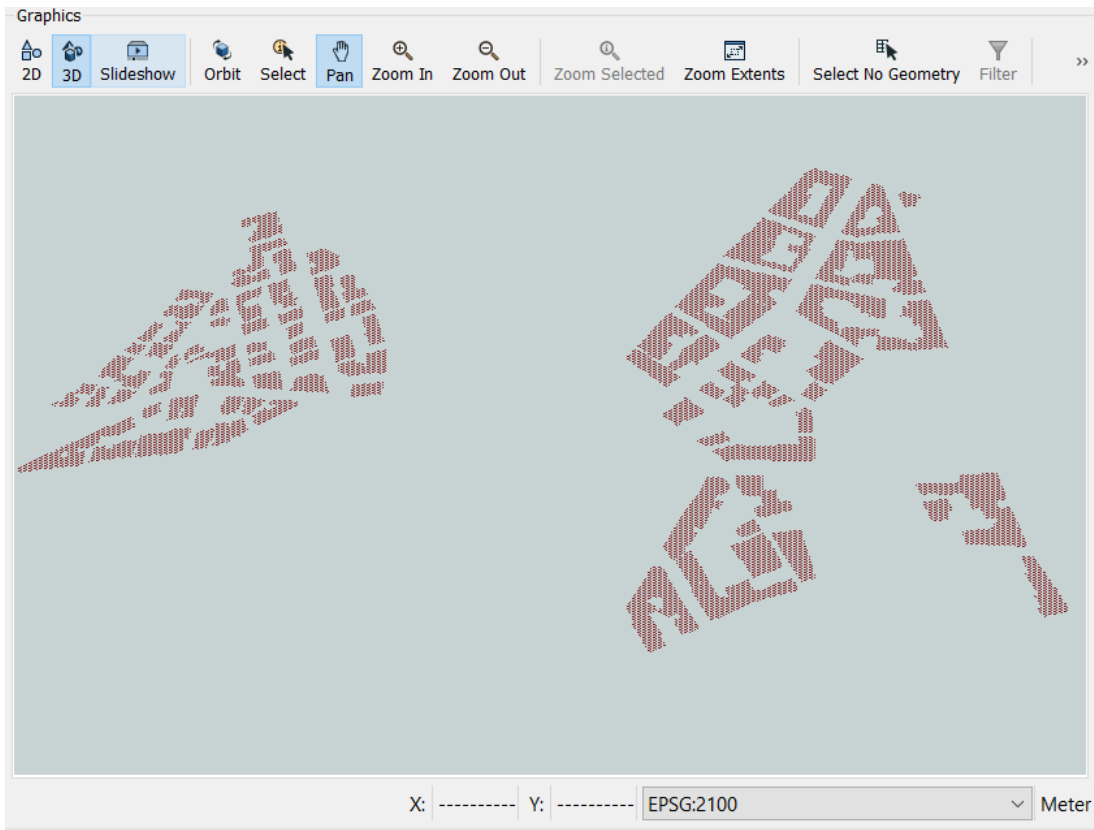 Graphics
2D 3D Slideshow Orbit Select Pan Zoom In Zoom Out Zoom Selected Zoom Extents Select No Geometry Filter »
X: ---------- Y: ---------- EPSG:2100 Meter